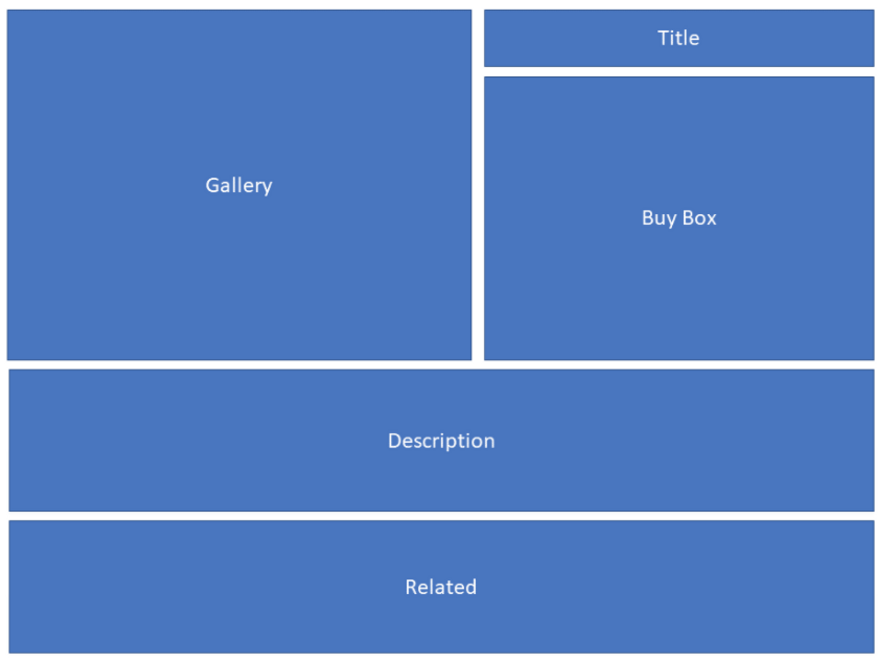 Gallery
Title
Buy Box
Description
Related